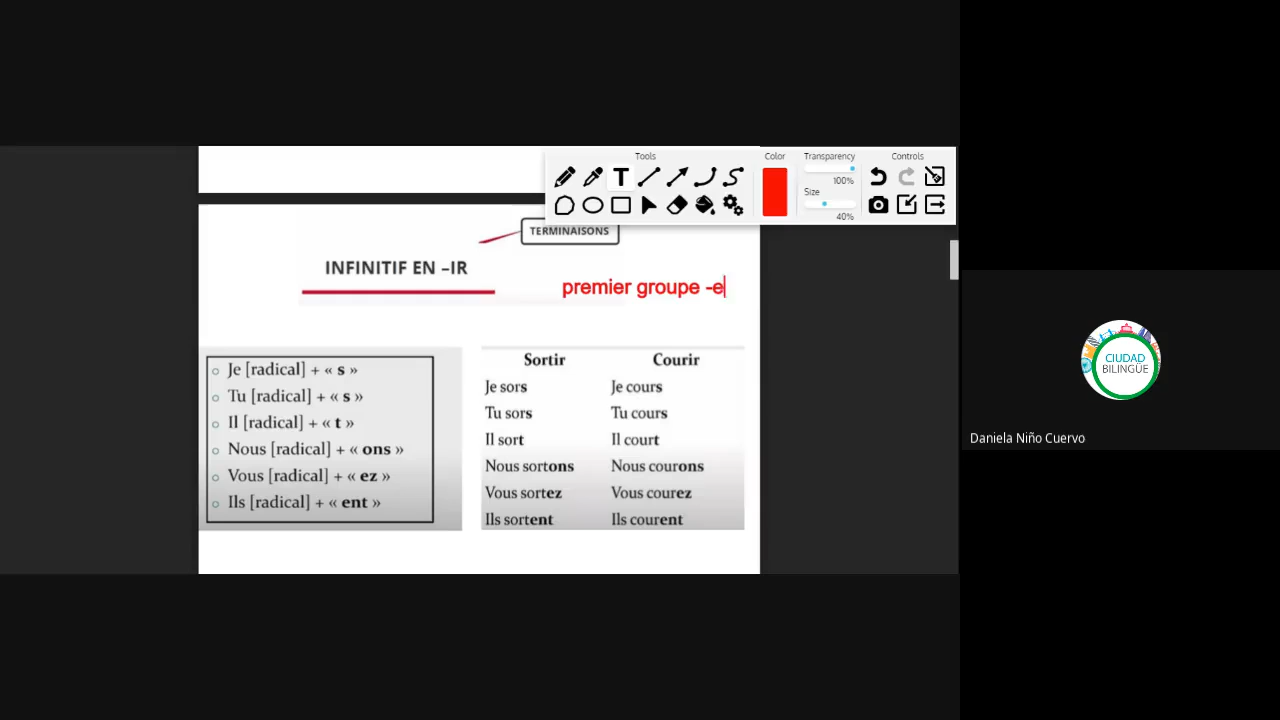 Tools
Color
Transparency
Controls
T
100%
Size
40%
TERMINAISONS
INFINITIF EN –IR
premier groupe -e
Je [radical] + « s »
Tu [radical] + « s »
Il [radical] + « t »
Nous [radical] + « ons »
Vous [radical] + « ez »
Ils [radical] + « ent »
Sortir Courir
Je sors Je cours
Tu sors Tu cours
Il sort Il court
Nous sortons Nous courons
Vous sortez Vous courez
Ils sortent Ils courent
CIUDAD
BILINGÜE
Daniela Niño Cuervo